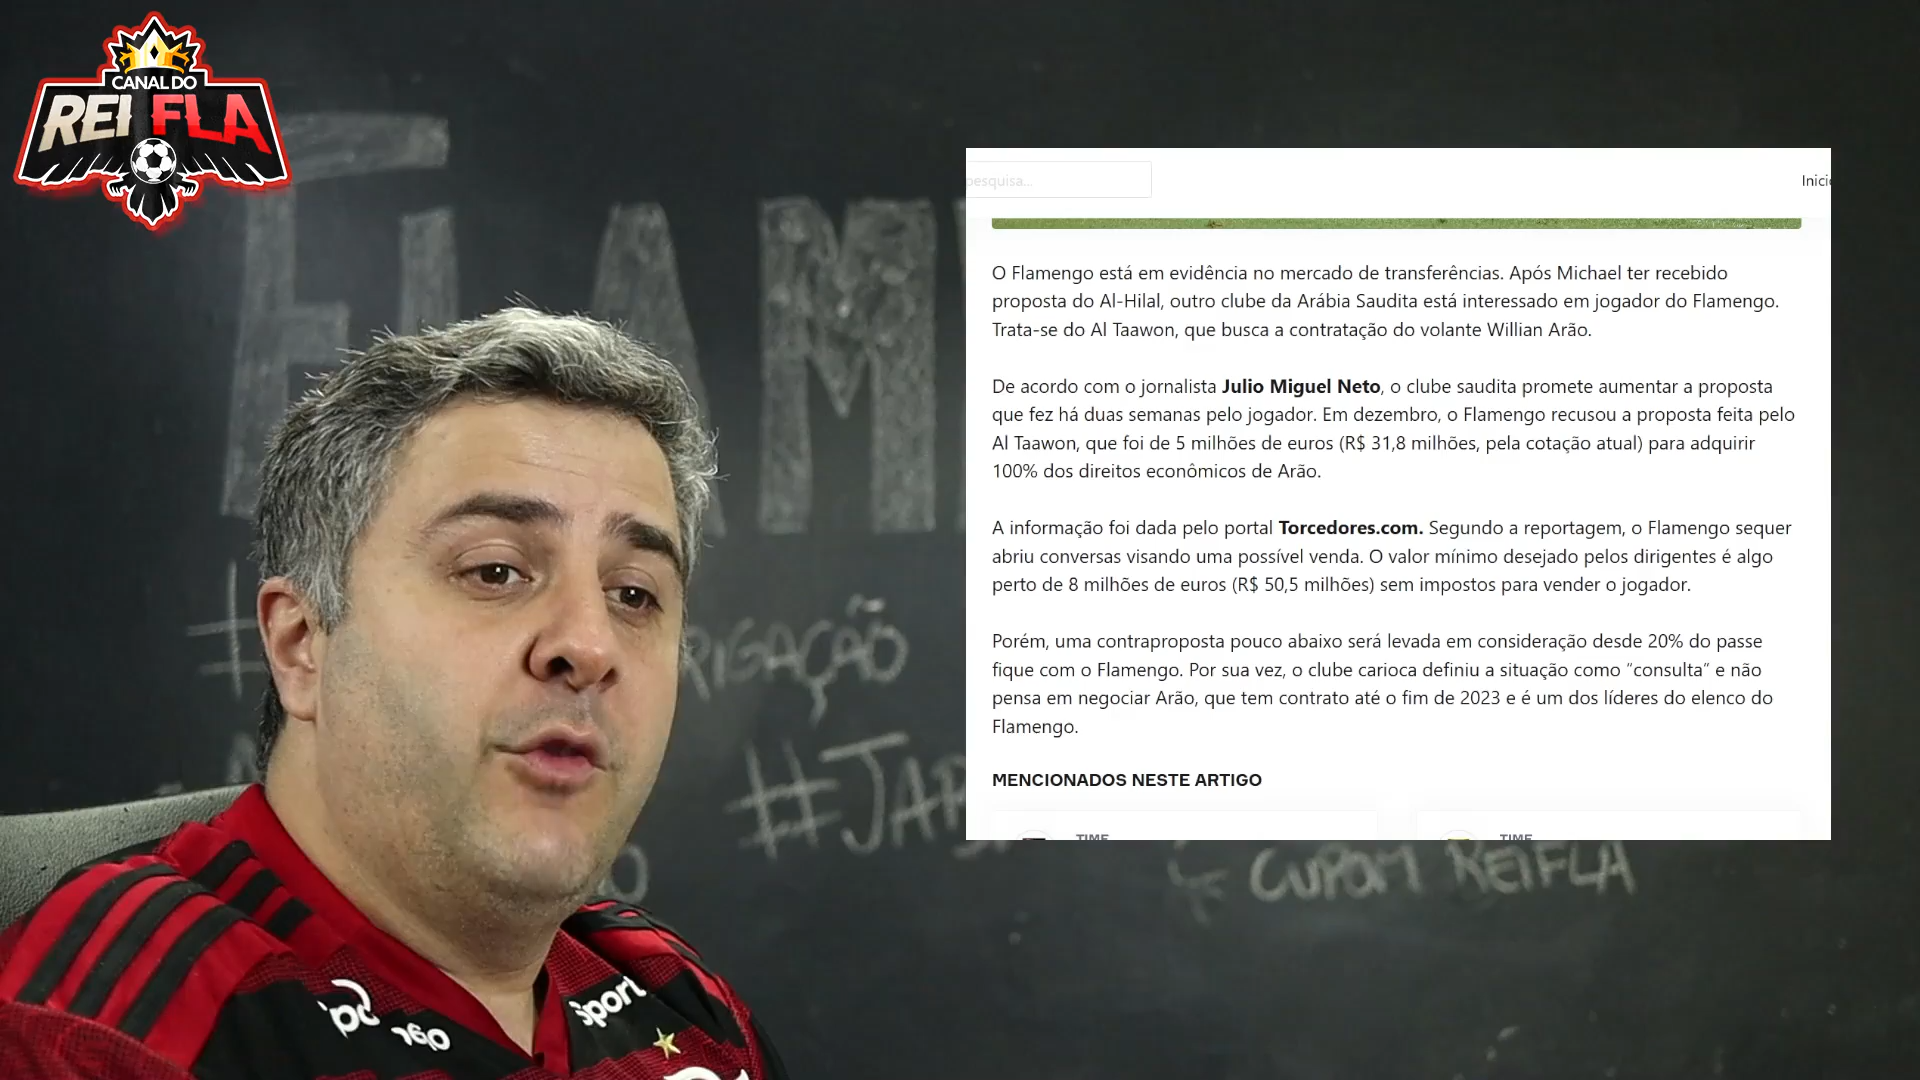 CANAL DO
REI FLA
pesquisa...
O Flamengo está em evidência no mercado de transferências. Após Michael ter recebido
proposta do Al-Hilal, outro clube da Arábia Saudita está interessado em jogador do Flamengo.
Trata-se do Al Taawon, que busca a contratação do volante Willian Arão.
De acordo com o jornalista Julio Miguel Neto, o clube saudita promete aumentar a proposta
que fez há duas semanas pelo jogador. Em dezembro, o Flamengo recusou a proposta feita pelo
Al Taawon, que foi de 5 milhões de euros (R$ 31,8 milhões, pela cotação atual) para adquirir
100% dos direitos econômicos de Arão.
A informação foi dada pelo portal Torcedores.com. Segundo a reportagem, o Flamengo sequer
abriu conversas visando uma possível venda. O valor mínimo desejado pelos dirigentes é algo
perto de 8 milhões de euros (R$ 50,5 milhões) sem impostos para vender o jogador.
Porém, uma contraproposta pouco abaixo será levada em consideração desde 20% do passe
fique com o Flamengo. Por sua vez, o clube carioca definiu a situação como “consulta” e não
pensa em negociar Arão, que tem contrato até o fim de 2023 e é um dos líderes do elenco do
Flamengo.
MENCIONADOS NESTE ARTIGO
TIME
TIME
FLAM
CUPOM REIFLA